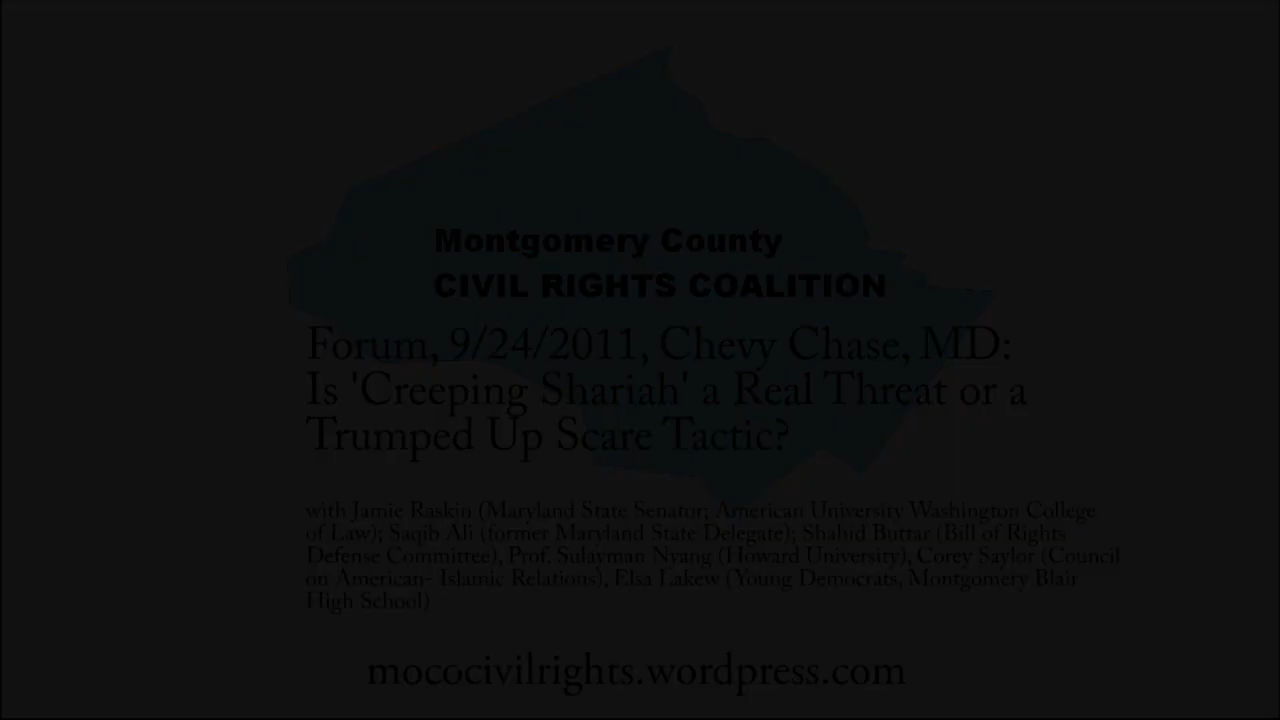 Montgomery County
CIVIL RIGHTS COALITION
Forum, 9/24/2011, Chevy Chase, MD:
Is 'Creeping Shariah' a Real Threat or a
Trumped Up Scare Tactic?
with Jamie Raskin (Maryland State Senator; American University Washington College
of Law); Saqib Ali (former Maryland State Delegate); Shahid Buttar (Bill of Rights
Defense Committee), Prof. Sulayman Nyang (Howard University), Corey Saylor (Council
on American- Islamic Relations), Elsa Lakew (Young Democrats, Montgomery Blair
High School)
mococivilrights.wordpress.com